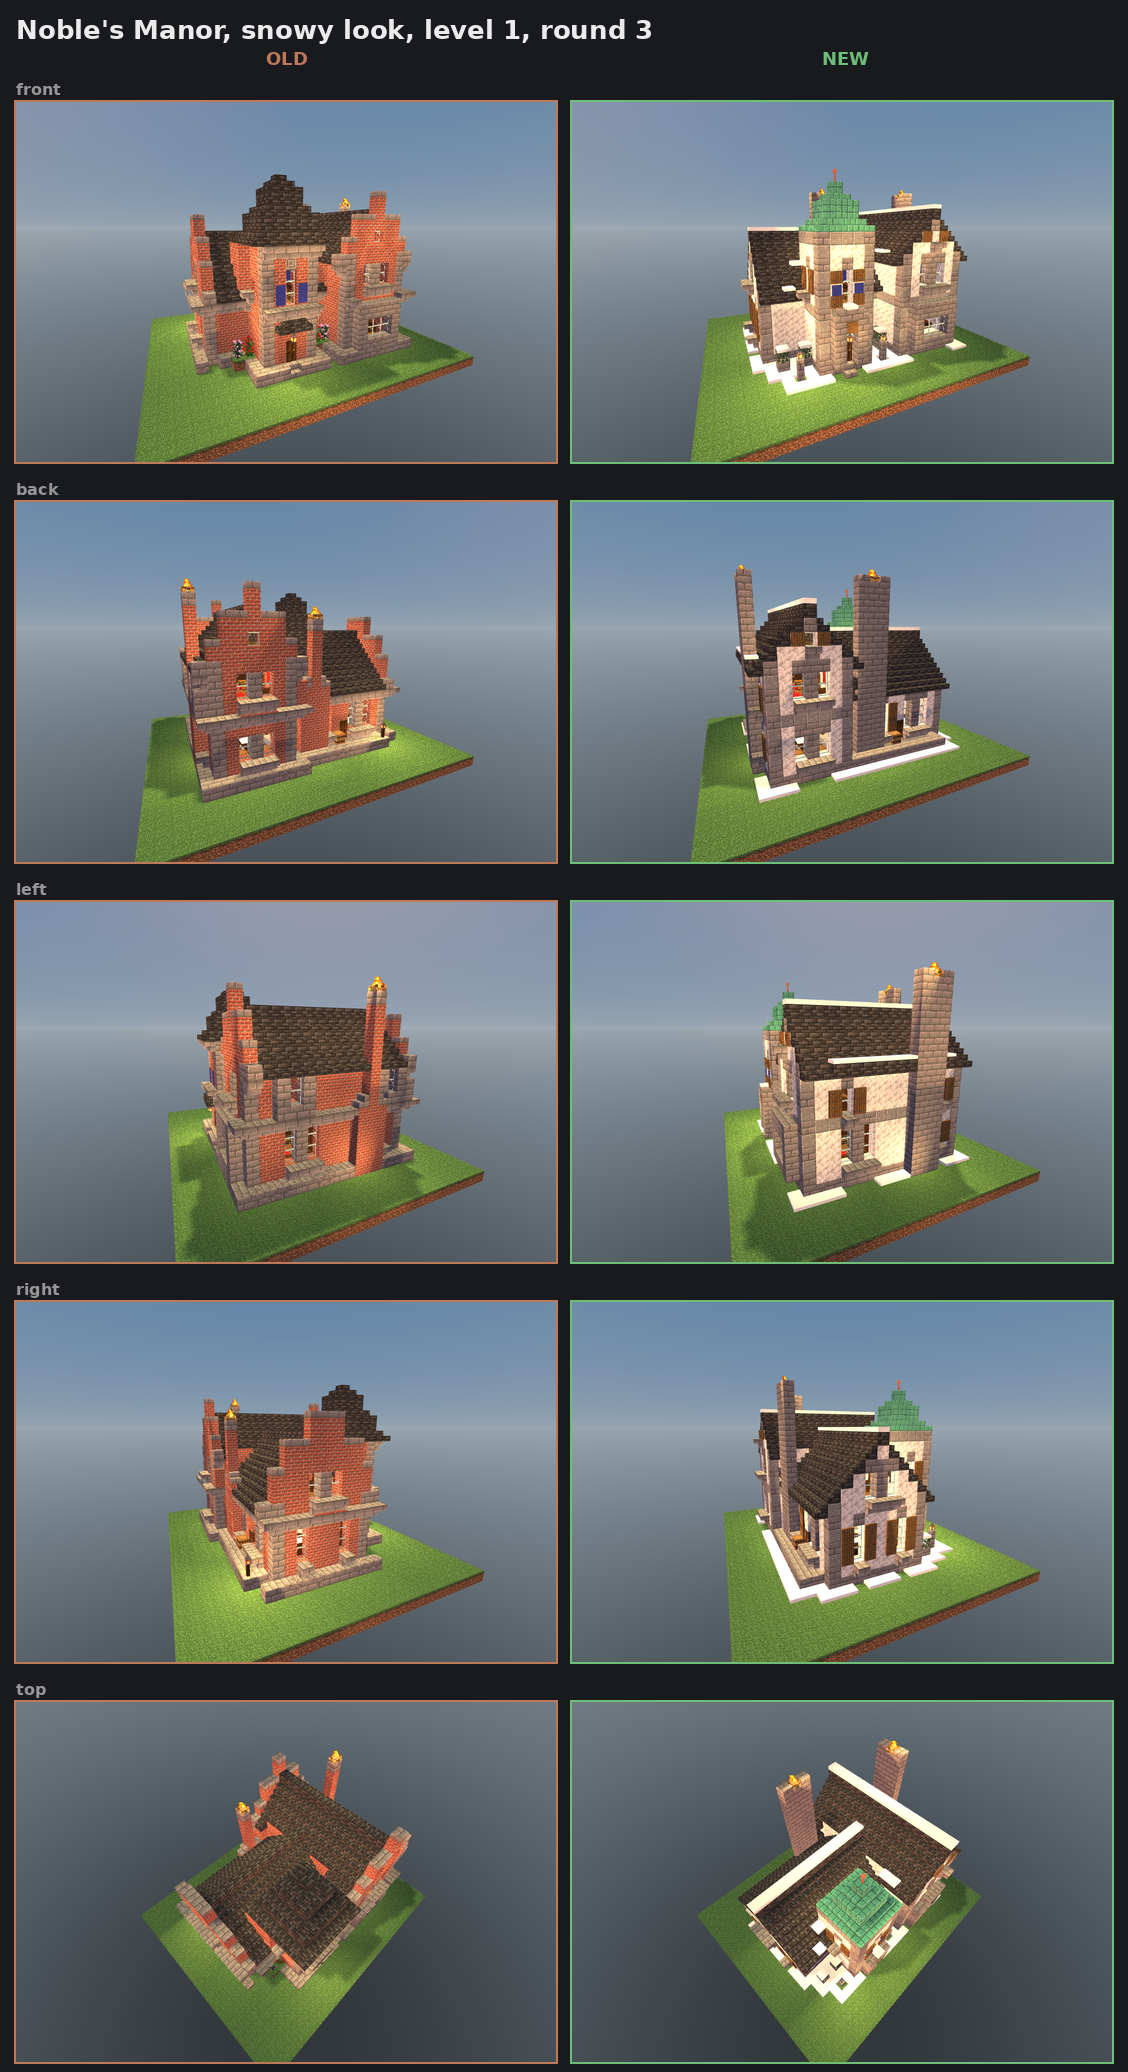 Noble's Manor, snowy look, level 1, round 3
OLD NEW
front
back
left
right
top